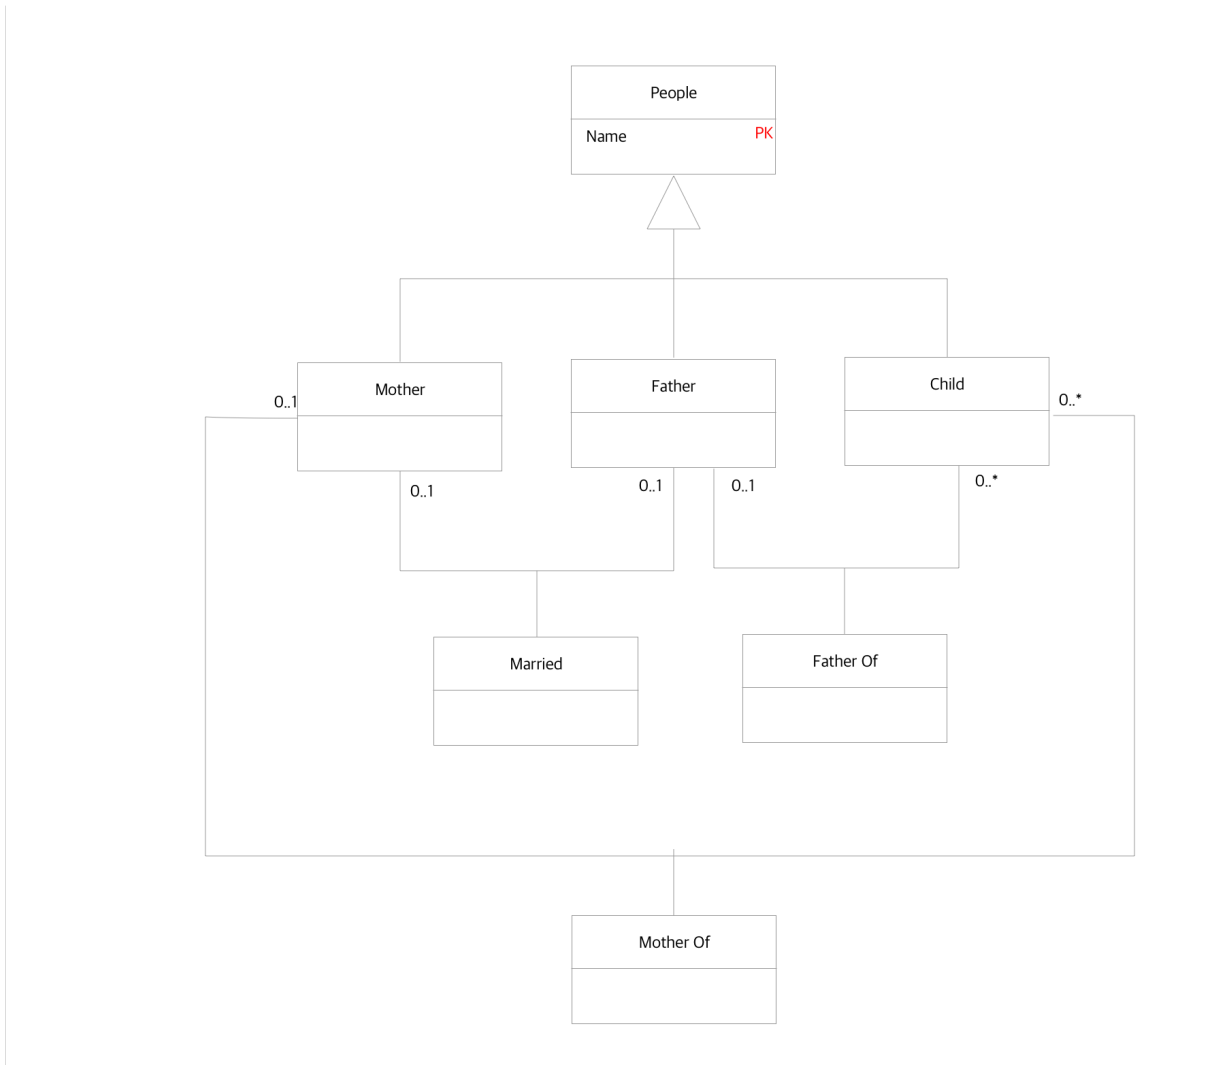 People
Name
PK
Mother
Father
Child
0..1
0..*
0..1
0..1
0..1
0..*
Married
Father Of
Mother Of